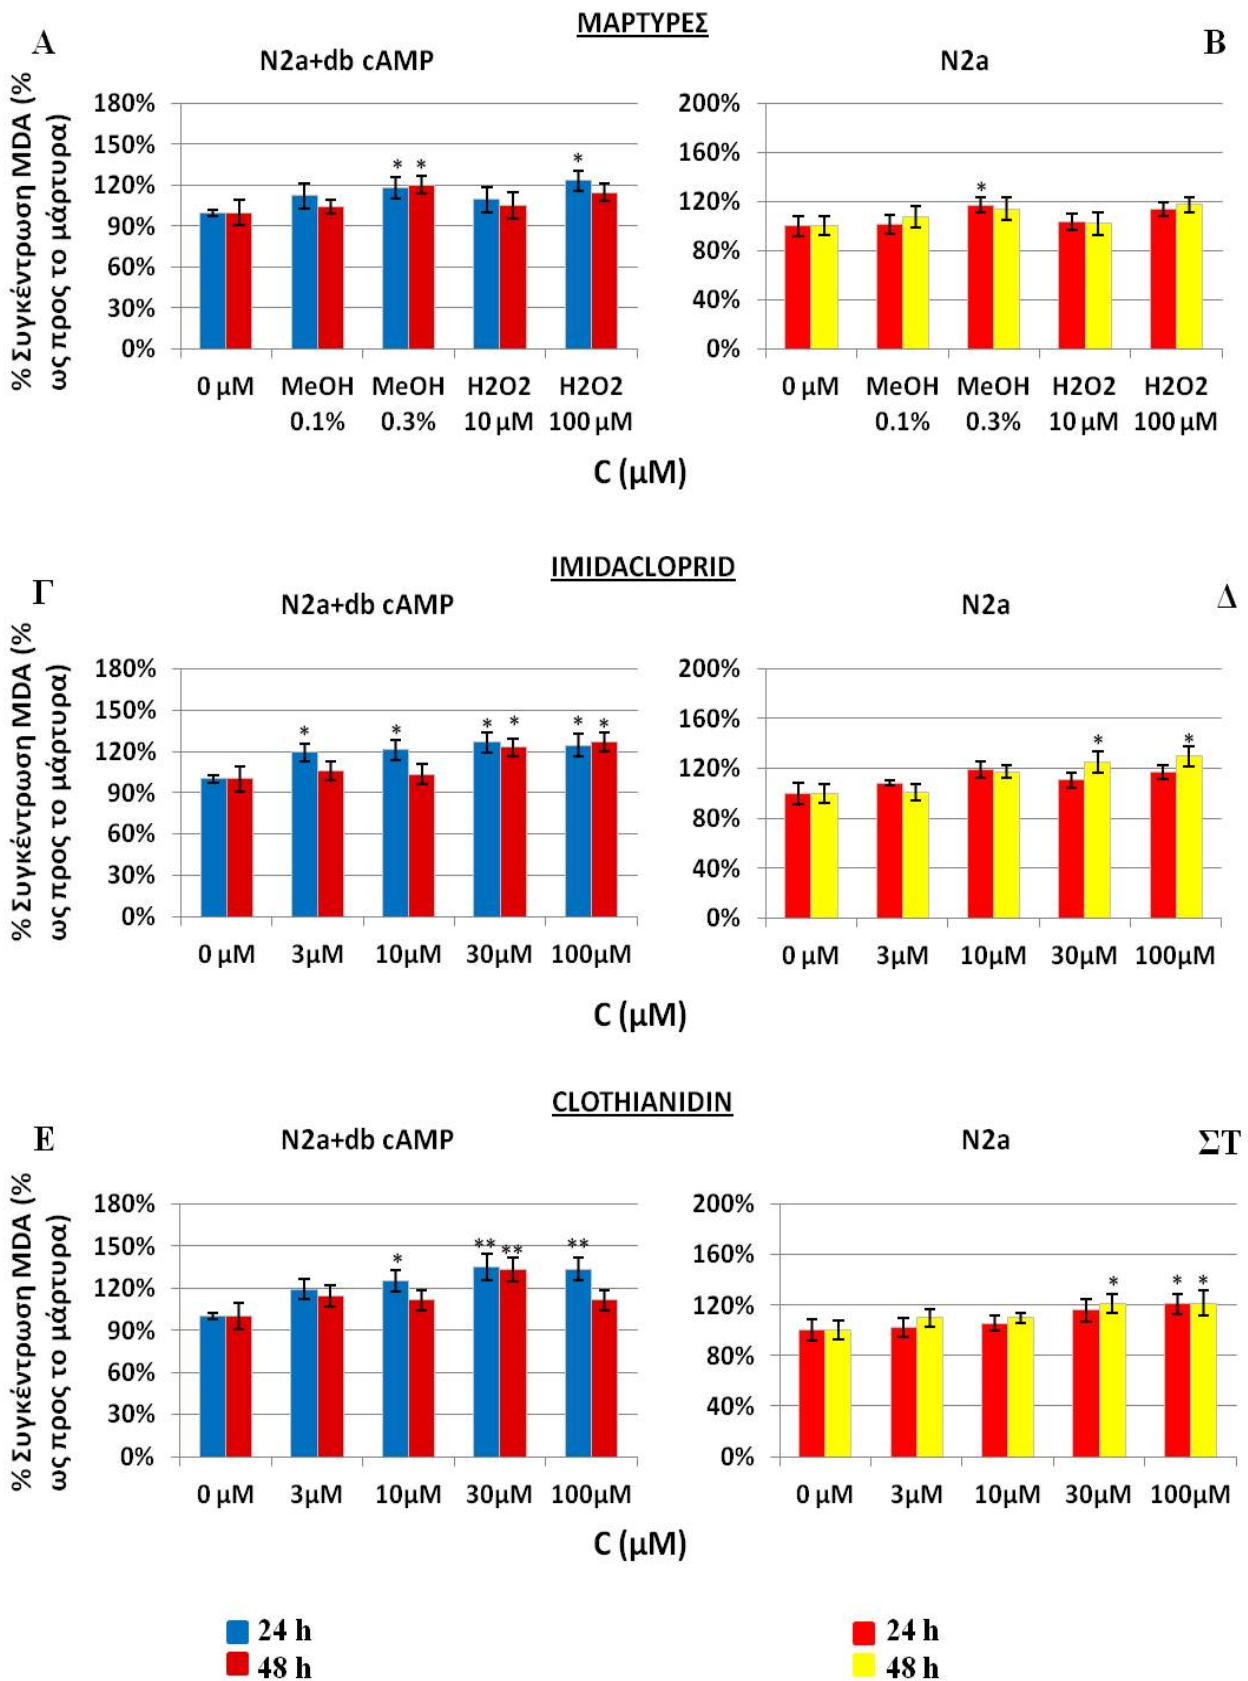 ΜΑΡΤΥΡΕΣ
Α
Β
N2a+db cAMP
N2a
% Συγκέντρωση MDA (%
ως προς το μάρτυρα)
180%
150%
120%
90%
60%
30%
0%
* * *
0 μM MeOH MeOH H2O2 H2O2
0.1% 0.3% 10 μM 100 μM
200%
160%
120%
80%
40%
0%
*
0 μM MeOH MeOH H2O2 H2O2
0.1% 0.3% 10 μM 100 μM
C (μM)
IMIDACLOPRID
Γ
Δ
N2a+db cAMP
N2a
% Συγκέντρωση MDA (%
ως προς το μάρτυρα)
180%
150%
120%
90%
60%
30%
0%
* * * * * *
0 μM 3μM 10μM 30μM 100μM
200%
160%
120%
80%
40%
0%
* *
0 μM 3μM 10μM 30μM 100μM
C (μM)
CLOTHIANIDIN
Ε
ΣΤ
N2a+db cAMP
N2a
% Συγκέντρωση MDA (%
ως προς το μάρτυρα)
180%
150%
120%
90%
60%
30%
0%
* ** ** **
0 μM 3μM 10μM 30μM 100μM
200%
160%
120%
80%
40%
0%
* * *
0 μM 3μM 10μM 30μM 100μM
C (μM)
24 h
48 h
24 h
48 h